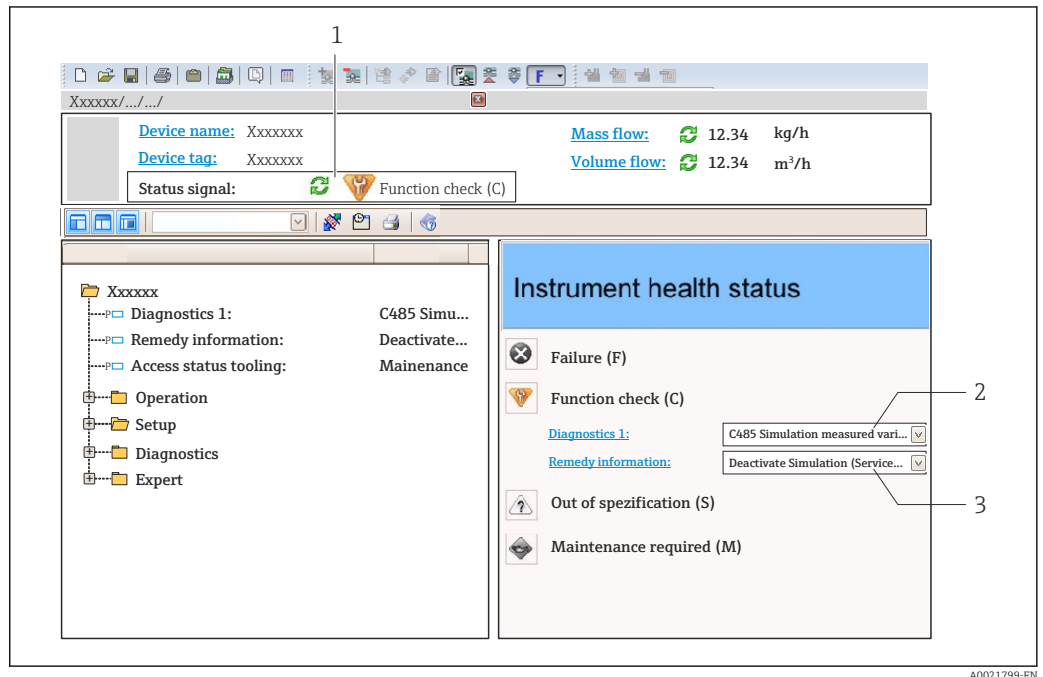 1
F
Xxxxxx/.../.../
Device name: Xxxxxxx
Mass flow: 12.34 kg/h
Device tag: Xxxxxxx
Volume flow: 12.34 m³/h
Status signal: Function check (C)
Xxxxxx
Diagnostics 1: C485 Simu...
Remedy information: Deactivate...
Access status tooling: Mainenance
Operation
Setup
Diagnostics
Expert
Instrument health status
Failure (F)
Function check (C)
2
Diagnostics 1: C485 Simulation measured vari...
Remedy information: Deactivate Simulation (Service...
3
Out of spezification (S)
Maintenance required (M)
A0021799-EN